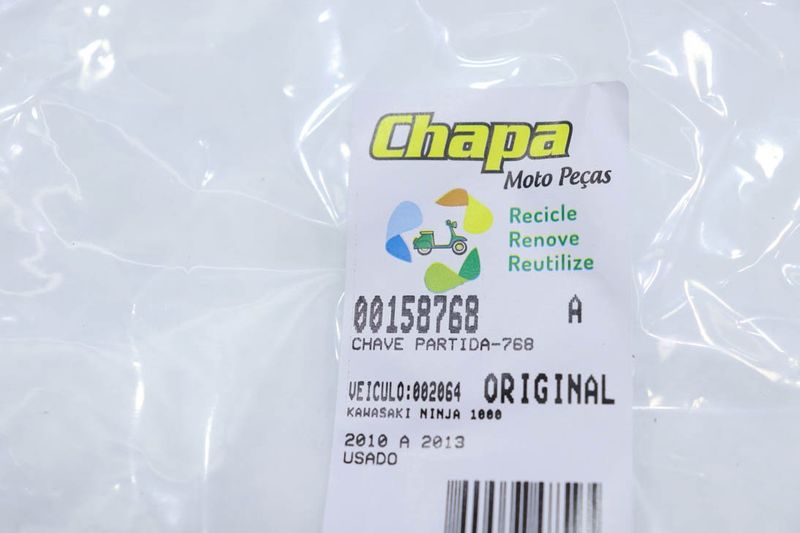 Chapa
Moto Peças
Recicle
Renove
Reutilize
00158768 A
CHAVE PARTIDA-768
VEICULO:002064 ORIGINAL
KAWASAKI NINJA 1000
2010 A 2013
USADO